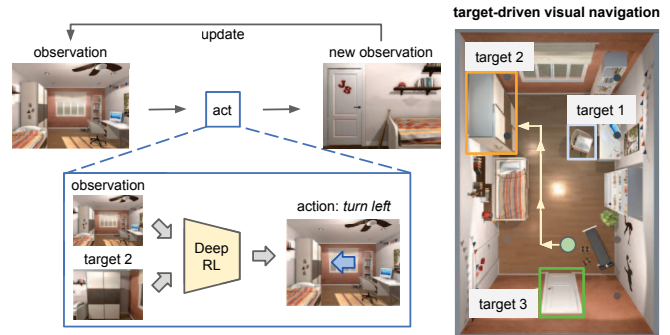 target-driven visual navigation
update
observation
new observation
act
target 2
target 1
target 3
observation
target 2
Deep
RL
action: turn left